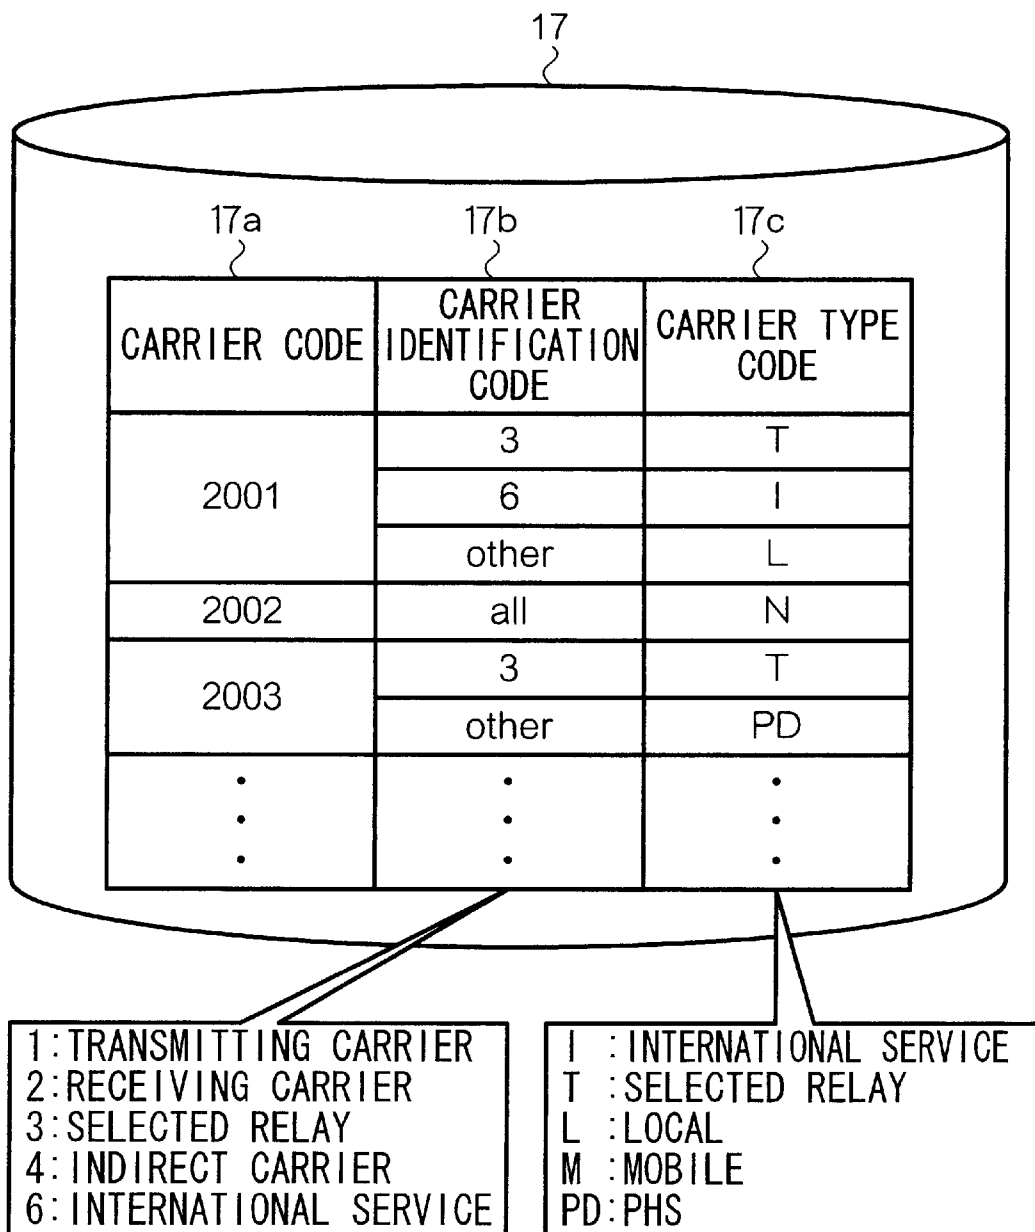 17
17a 17b 17c
CARRIER CODE CARRIER IDENTIFICATION CODE CARRIER TYPE CODE
2001 3 T
6 I
other L
2002 all N
2003 3 T
other PD
1:TRANSMITTING CARRIER
2:RECEIVING CARRIER
3:SELECTED RELAY
4:INDIRECT CARRIER
6:INTERNATIONAL SERVICE
I :INTERNATIONAL SERVICE
T :SELECTED RELAY
L :LOCAL
M :MOBILE
PD:PHS